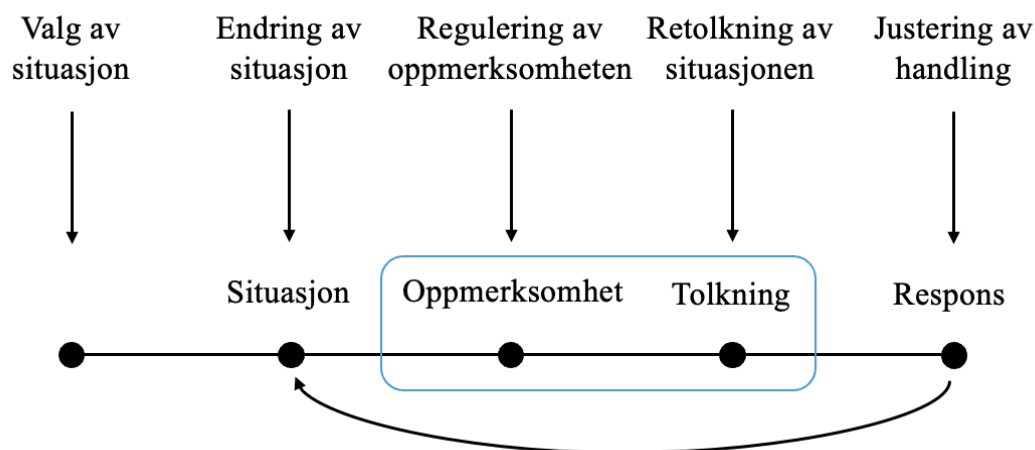 Valg av
situasjon
Endring av
situasjon
Regulering av
oppmerksomheten
Retolkning av
situasjonen
Justering av
handling
Situasjon
Oppmerksomhet
Tolkning
Respons